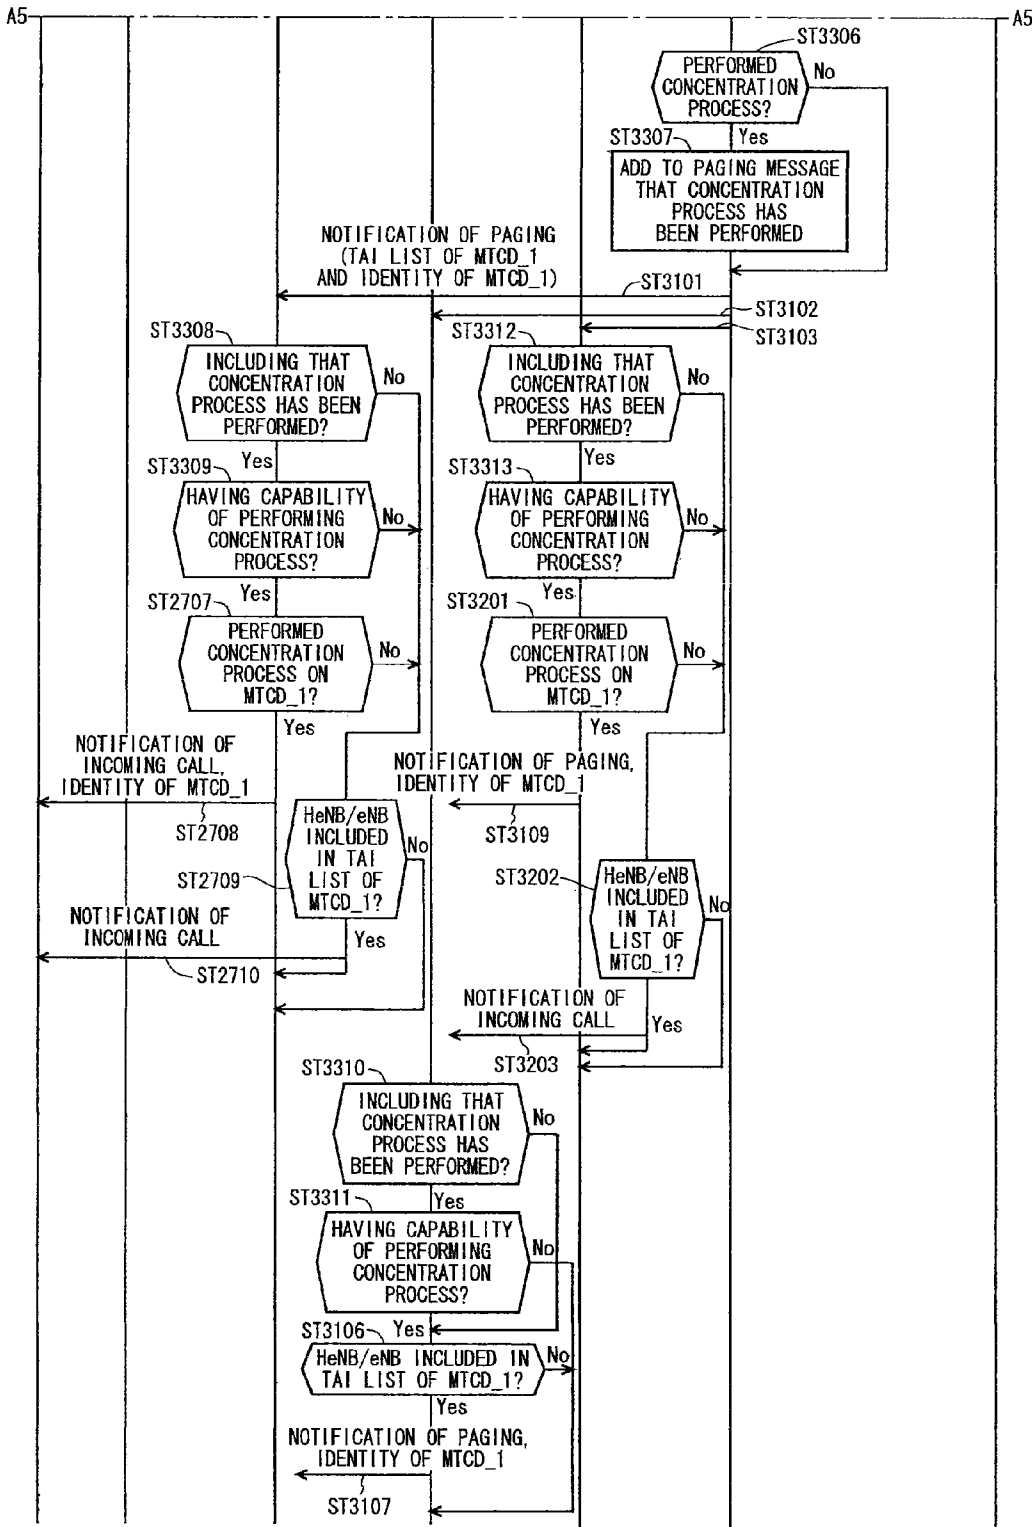 A5
A5
ST3306
PERFORMED
CONCENTRATION
PROCESS?
No
Yes
ST3307
ADD TO PAGING MESSAGE
THAT CONCENTRATION
PROCESS HAS
BEEN PERFORMED
NOTIFICATION OF PAGING
(TAI LIST OF MTCD_1
AND IDENTITY OF MTCD_1)
ST3101
ST3102
ST3103
ST3308
INCLUDING THAT
CONCENTRATION
PROCESS HAS BEEN
PERFORMED?
No
Yes
ST3312
INCLUDING THAT
CONCENTRATION
PROCESS HAS BEEN
PERFORMED?
No
Yes
ST3309
HAVING CAPABILITY
OF PERFORMING
CONCENTRATION
PROCESS?
No
Yes
ST3313
HAVING CAPABILITY
OF PERFORMING
CONCENTRATION
PROCESS?
No
Yes
ST2707
PERFORMED
CONCENTRATION
PROCESS ON
MTCD_1?
No
Yes
ST3201
PERFORMED
CONCENTRATION
PROCESS ON
MTCD_1?
No
Yes
NOTIFICATION OF
INCOMING CALL,
IDENTITY OF MTCD_1
ST2708
NOTIFICATION OF PAGING,
IDENTITY OF MTCD_1
ST3109
HeNB/eNB
INCLUDED
IN TAI
LIST OF
MTCD_1?
No
ST2709
Yes
NOTIFICATION OF
INCOMING CALL
ST2710
ST3202
HeNB/eNB
INCLUDED
IN TAI
LIST OF
MTCD_1?
No
Yes
NOTIFICATION OF
INCOMING CALL
ST3203
ST3310
INCLUDING THAT
CONCENTRATION
PROCESS HAS
BEEN PERFORMED?
No
Yes
ST3311
HAVING CAPABILITY
OF PERFORMING
CONCENTRATION
PROCESS?
No
Yes
ST3106
HeNB/eNB INCLUDED IN
TAI LIST OF MTCD_1?
No
Yes
NOTIFICATION OF PAGING,
IDENTITY OF MTCD_1
ST3107